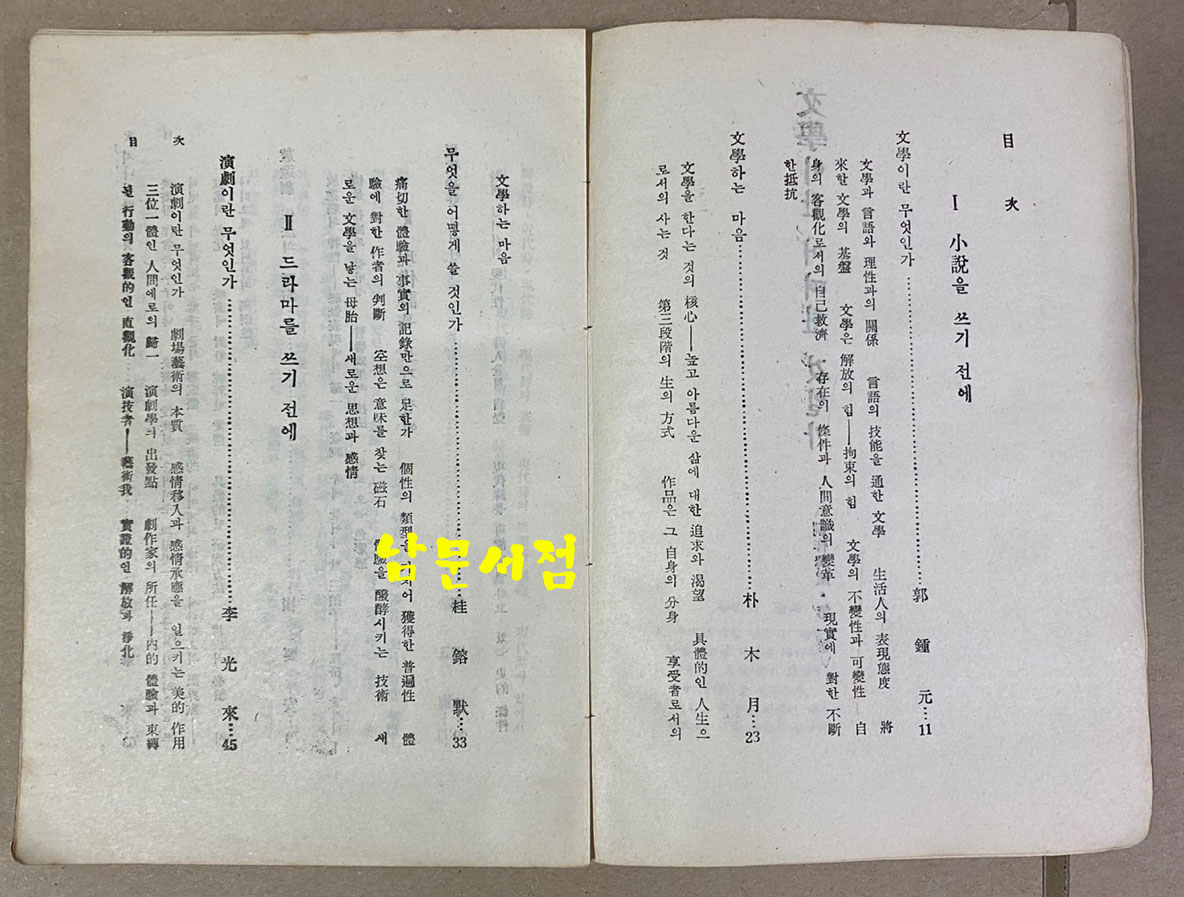 目 次
Ⅰ 小說을 쓰기 전에
文學이란 무엇인가……郭 鍾 元…11
文學과 言語와 理性과의 關係 言語의 技能을 通한 文學 生活人의 表現態度 將
來한 文學의 基盤 文學은 解放의 힘——拘束의 힘 文學의 不變性과 可變性—自
身의 客觀化로서의 自己救濟 存在의 條件과 人間意識의 變革 現實에 對한 不斷
한 抵抗
文學하는 마음……朴 木 月…23
文學을 한다는 것의 核心——높고 아름다운 삶에 대한 追求와 渴望 具體的인 人生으
로서의 사는 것 第三段階의 生의 方式 作品은 그 自身의 分身 享受者로서의
文學하는 마음
무엇을 어떻게 쓸 것인가……桂 鎔 默…33
痛切한 體驗과 事實의 記錄만으로 足한가 個性의 類型 獲得한 普遍性 體
驗에 對한 作者의 判斷 空想은 意味를 찾는 磁石 體驗을 醱酵시키는 技術 새
로운 文學을 낳는 母胎——새로운 思想과 感情
Ⅱ 드라마를 쓰기 전에
演劇이란 무엇인가……李 光 來…45
演劇이란 무엇인가 劇場藝術의 本質 感情移入과 感情承應을 일으키는 美的 作用
三位一體인 人間에로의 歸一 演劇學의 出發點 劇作家의 所任——內的 體驗과 束縛
된 行動의 客觀的인 直觀化 演技者——藝術我 實證的인 解放과 淨化
目 次
남문서점